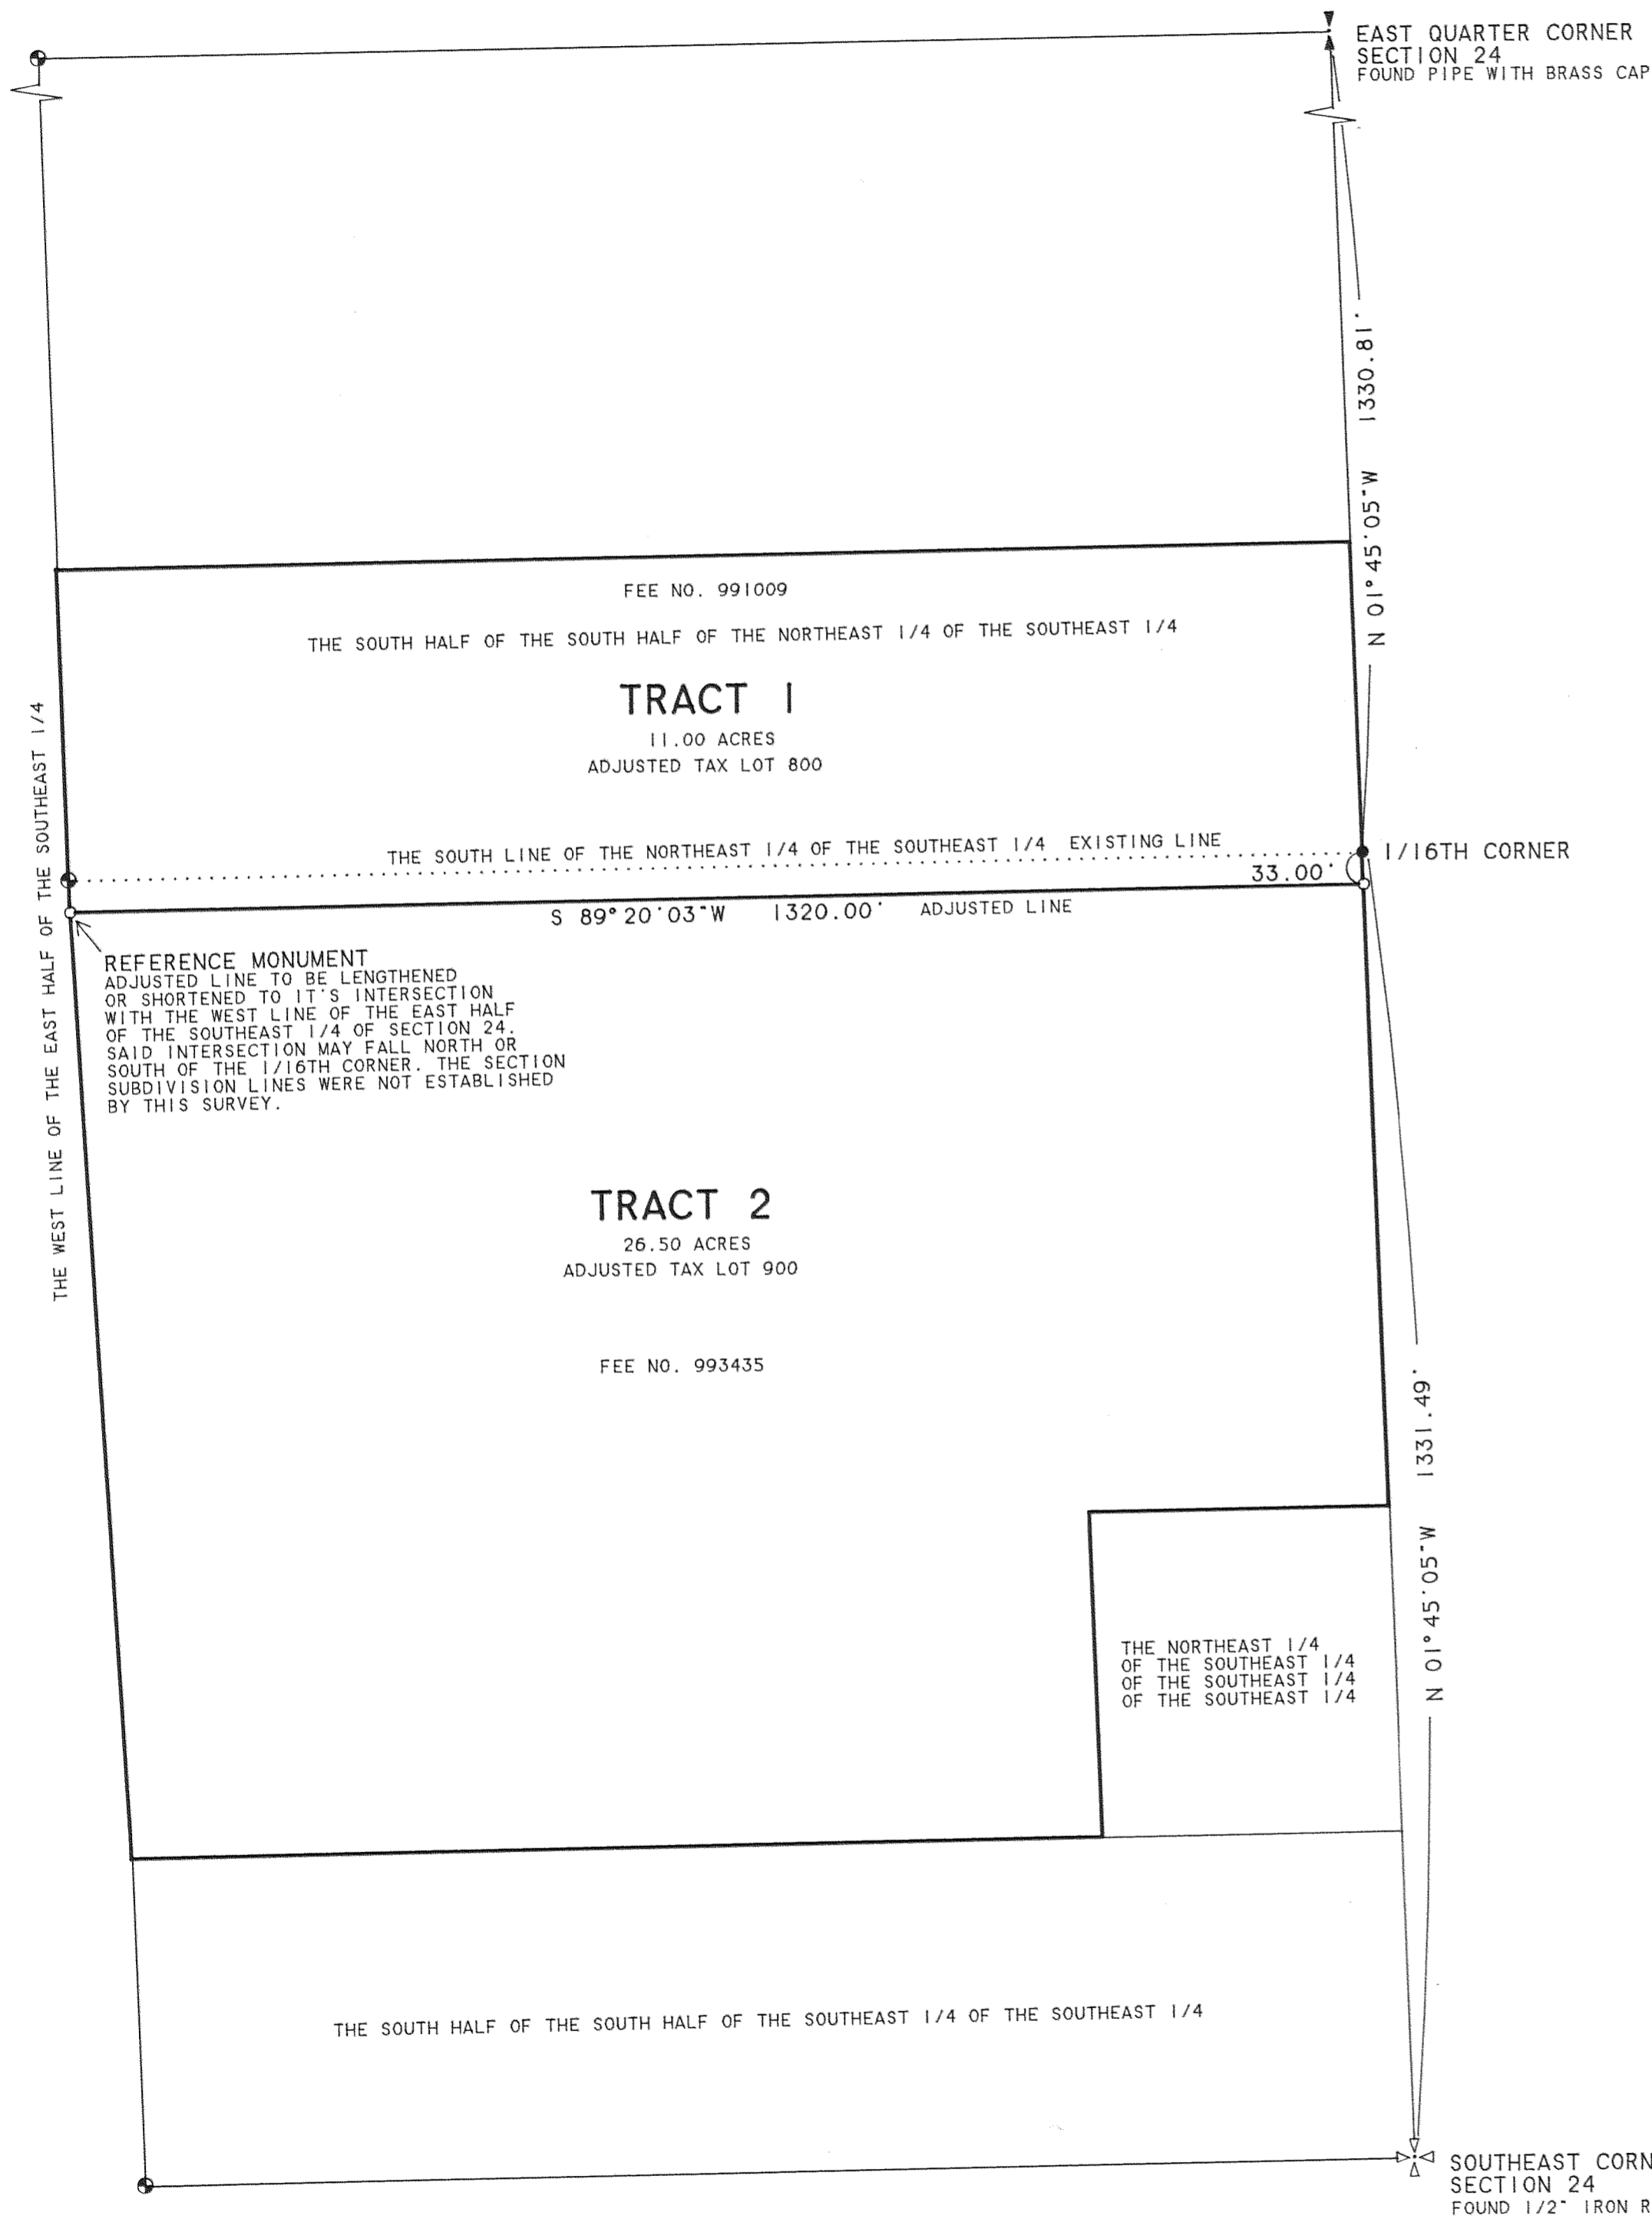 EAST QUARTER CORNER
SECTION 24
FOUND PIPE WITH BRASS CAP
N 01°45'05"W 1330.81'
FEE NO. 991009
THE SOUTH HALF OF THE SOUTH HALF OF THE NORTHEAST 1/4 OF THE SOUTHEAST 1/4
TRACT 1
11.00 ACRES
ADJUSTED TAX LOT 800
THE WEST LINE OF THE EAST HALF OF THE SOUTHEAST 1/4
THE SOUTH LINE OF THE NORTHEAST 1/4 OF THE SOUTHEAST 1/4 EXISTING LINE
1/16TH CORNER
33.00'
S 89°20'03"W 1320.00' ADJUSTED LINE
REFERENCE MONUMENT
ADJUSTED LINE TO BE LENGTHENED
OR SHORTENED TO IT'S INTERSECTION
WITH THE WEST LINE OF THE EAST HALF
OF THE SOUTHEAST 1/4 OF SECTION 24.
SAID INTERSECTION MAY FALL NORTH OR
SOUTH OF THE 1/16TH CORNER. THE SECTION
SUBDIVISION LINES WERE NOT ESTABLISHED
BY THIS SURVEY.
TRACT 2
26.50 ACRES
ADJUSTED TAX LOT 900
FEE NO. 993435
N 01°45'05"W 1331.49'
THE NORTHEAST 1/4
OF THE SOUTHEAST 1/4
OF THE SOUTHEAST 1/4
OF THE SOUTHEAST 1/4
THE SOUTH HALF OF THE SOUTH HALF OF THE SOUTHEAST 1/4 OF THE SOUTHEAST 1/4
SOUTHEAST CORN
SECTION 24
FOUND 1/2" IRON R